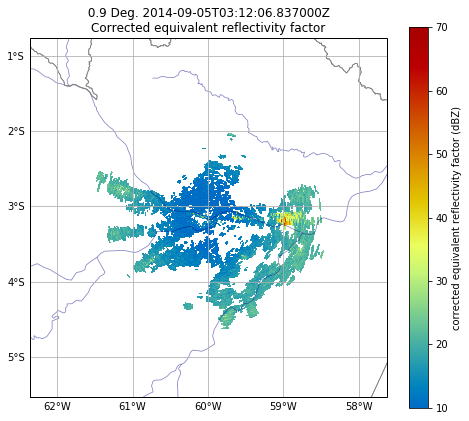 0.9 Deg. 2014-09-05T03:12:06.837000Z
Corrected equivalent reflectivity factor
1°S
2°S
3°S
4°S
5°S
62°W 61°W 60°W 59°W 58°W
70
60
50
40
30
20
10
corrected equivalent reflectivity factor (dBZ)